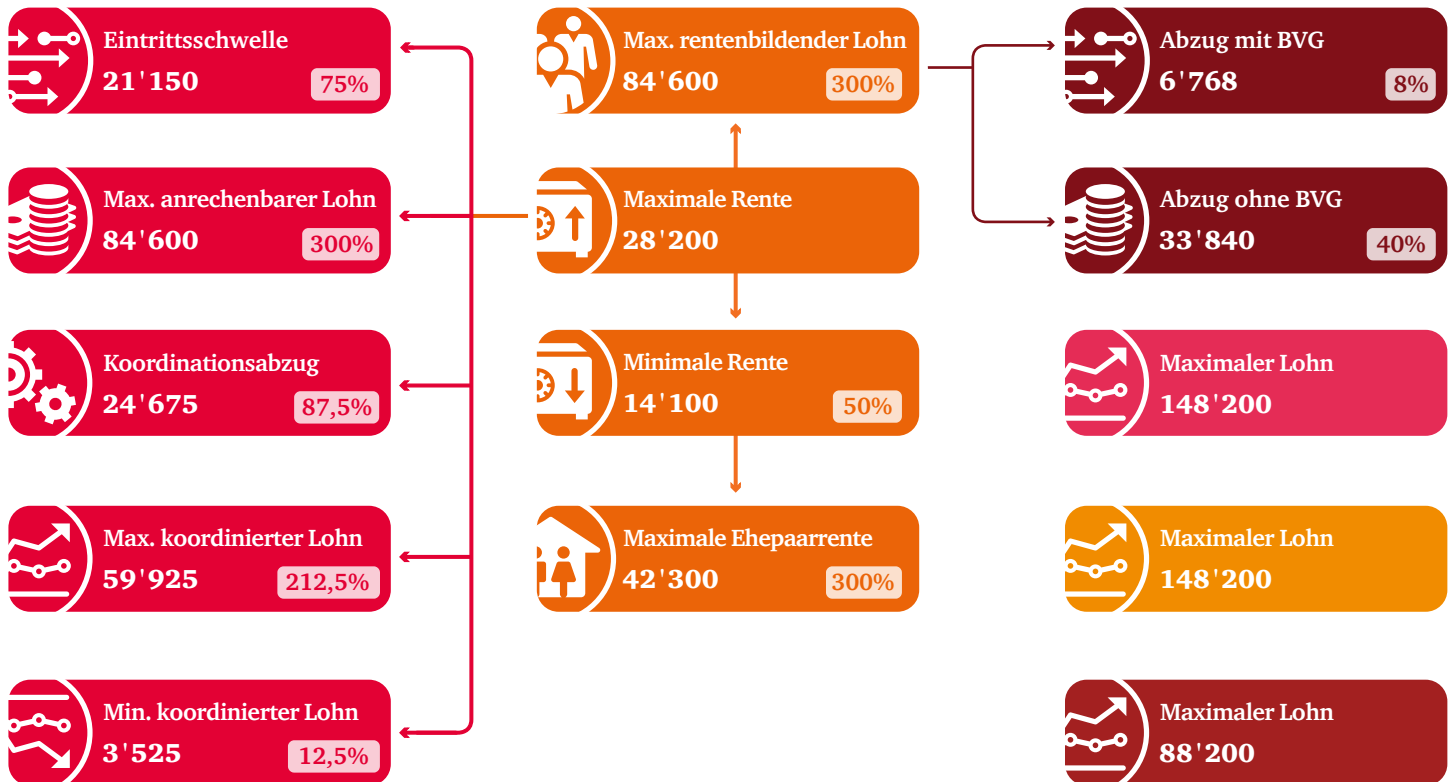 Eintrittsschwelle
21'150
75%
Max. anrechenbarer Lohn
84'600
300%
Koordinationsabzug
24'675
87,5%
Max. koordinierter Lohn
59'925
212,5%
Min. koordinierter Lohn
3'525
12,5%
Max. rentenbildender Lohn
84'600
300%
Maximale Rente
28'200
Minimale Rente
14'100
50%
Maximale Ehepaarrente
42'300
300%
Abzug mit BVG
6'768
8%
Abzug ohne BVG
33'840
40%
Maximaler Lohn
148'200
Maximaler Lohn
148'200
Maximaler Lohn
88'200